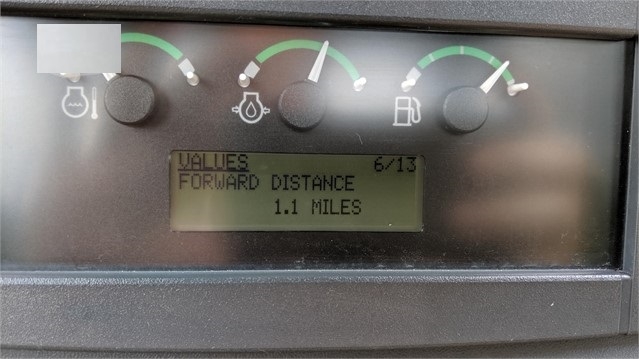 VALUES 6/13
FORWARD DISTANCE
1.1 MILES